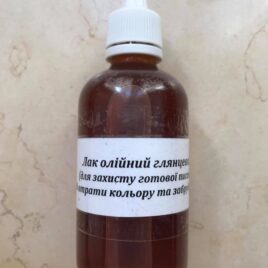 Лак олійний глянцев
(для захисту готової писа
втрати кольору та забру